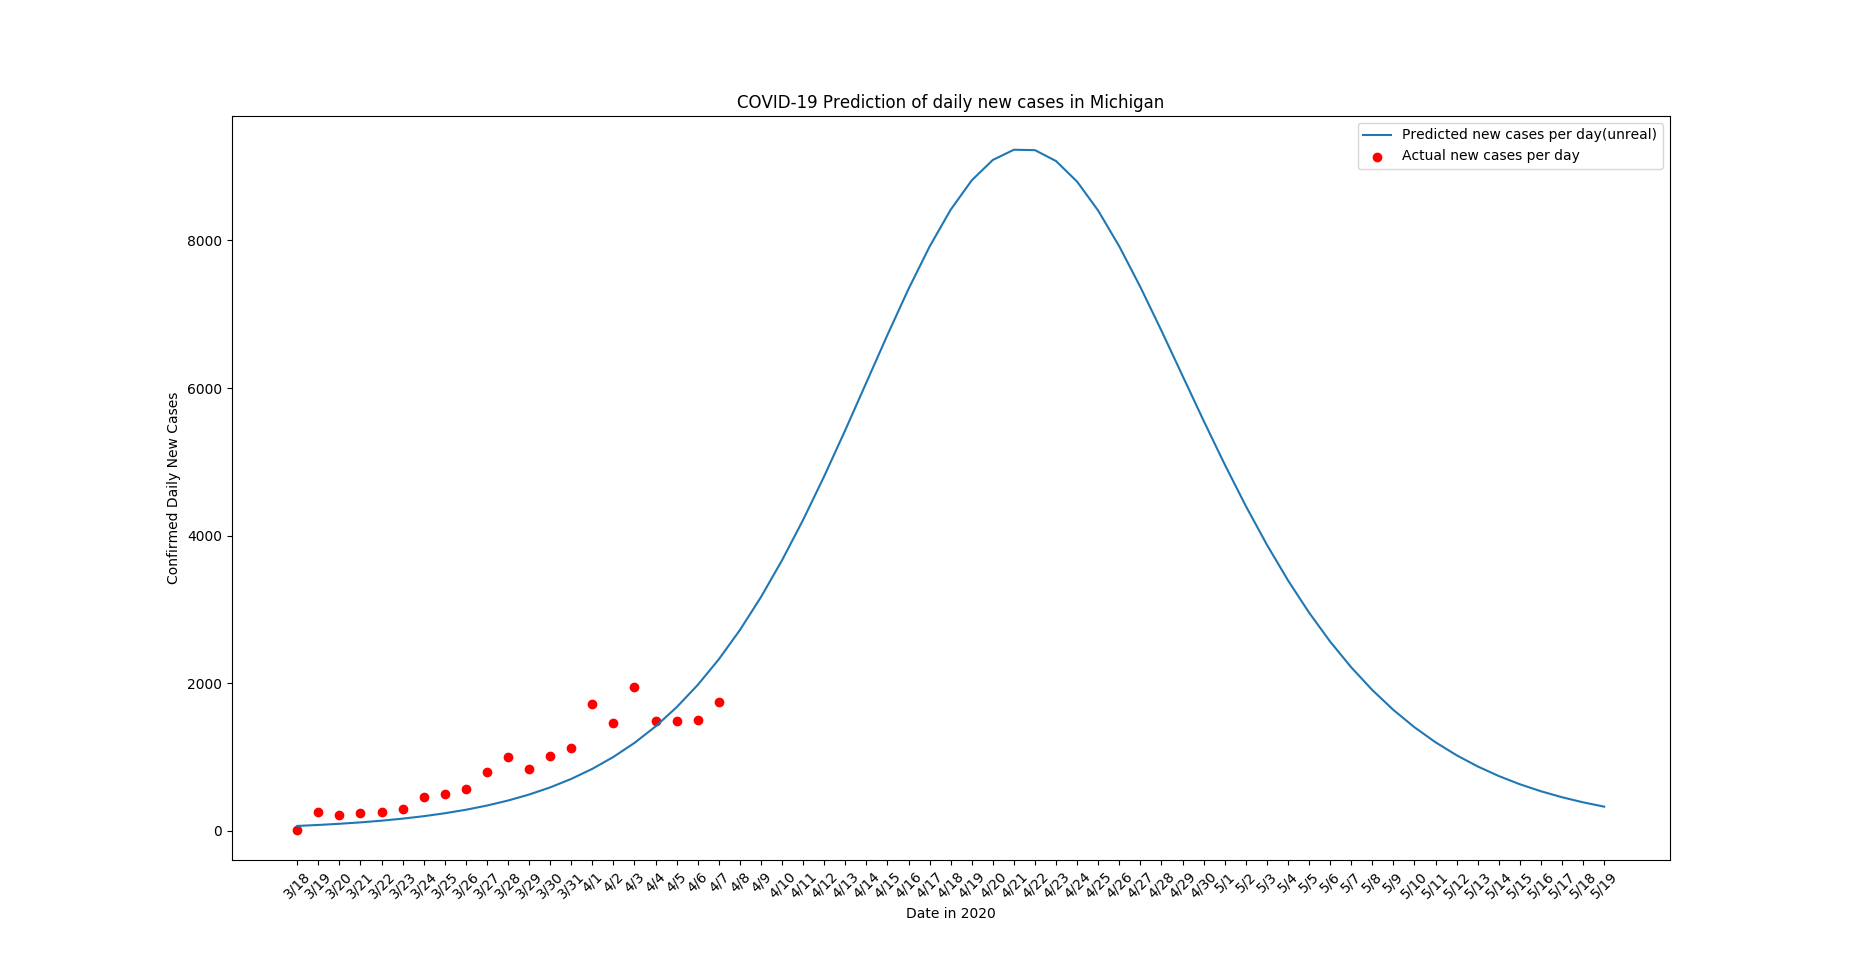 COVID-19 Prediction of daily new cases in Michigan
Predicted new cases per day(unreal)
Actual new cases per day
Confirmed Daily New Cases
8000
6000
4000
2000
0
3/18 3/19 3/20 3/21 3/22 3/23 3/24 3/25 3/26 3/27 3/28 3/29 3/30 3/31 4/1 4/2 4/3 4/4 4/5 4/6 4/7 4/8 4/9 4/10 4/11 4/12 4/13 4/14 4/15 4/16 4/17 4/18 4/19 4/20 4/21 4/22 4/23 4/24 4/25 4/26 4/27 4/28 4/29 4/30 5/1 5/2 5/3 5/4 5/5 5/6 5/7 5/8 5/9 5/10 5/11 5/12 5/13 5/14 5/15 5/16 5/17 5/18 5/19
Date in 2020